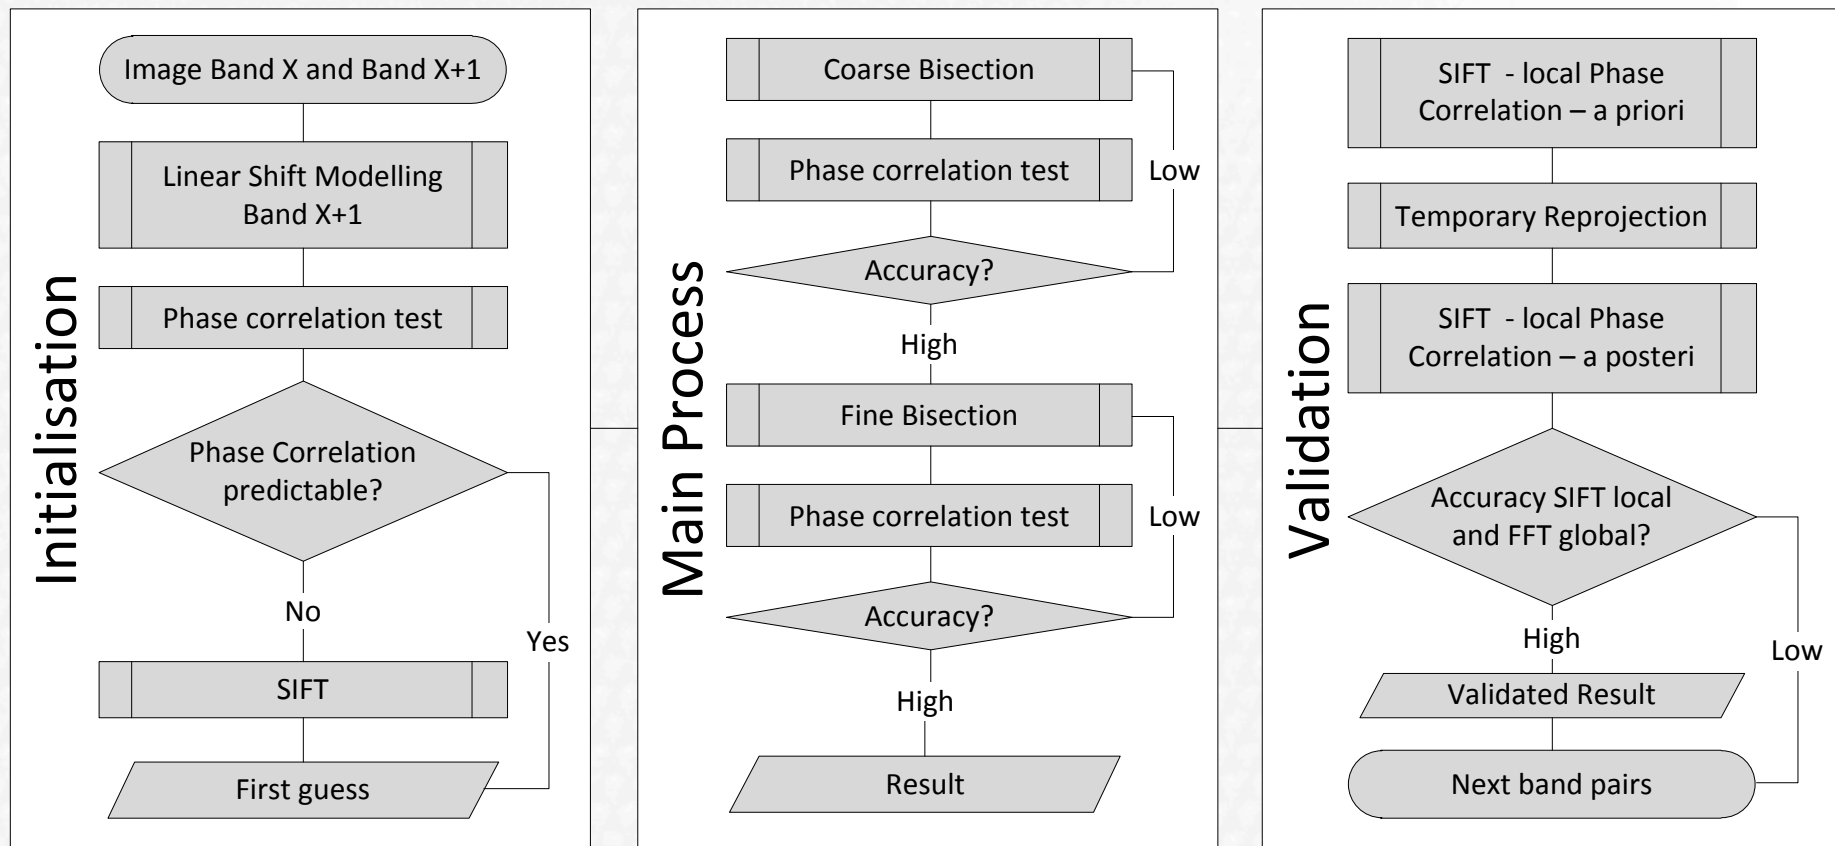 Initialisation
Image Band X and Band X+1
Linear Shift Modelling
Band X+1
Phase correlation test
Phase Correlation
predictable?
No
Yes
SIFT
First guess
Main Process
Coarse Bisection
Phase correlation test
Low
Accuracy?
High
Fine Bisection
Phase correlation test
Low
Accuracy?
High
Result
Validation
SIFT - local Phase
Correlation – a priori
Temporary Reprojection
SIFT - local Phase
Correlation – a posteri
Accuracy SIFT local
and FFT global?
High
Low
Validated Result
Next band pairs